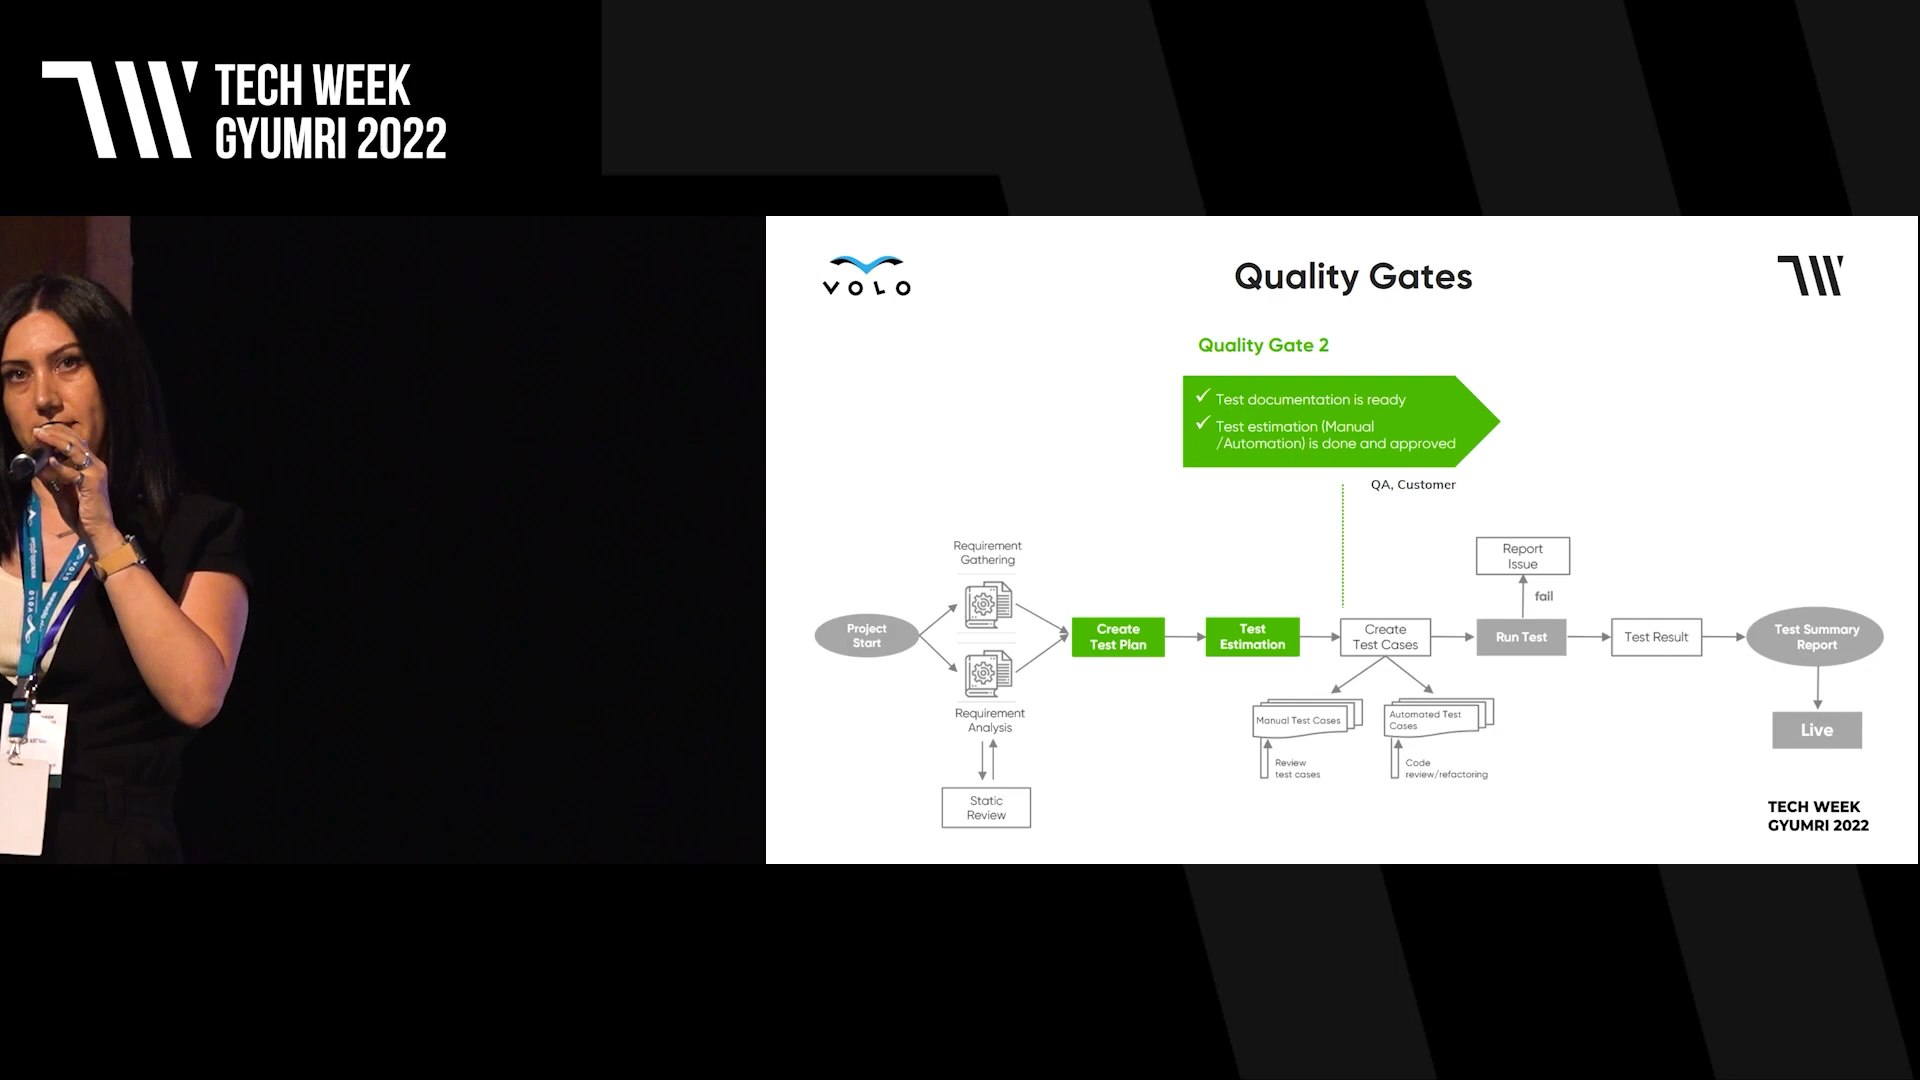 TECH WEEK
GYUMRI 2022
VOLO
Quality Gates
Quality Gate 2
Test documentation is ready
Test estimation (Manual
/Automation) is done and approved
QA, Customer
Requirement
Gathering
Project
Start
Requirement
Analysis
Static
Review
Create
Test Plan
Test
Estimation
Create
Test Cases
Manual Test Cases
Review
test cases
Automated Test
Cases
Code
review/refactoring
Report
Issue
fail
Run Test
Test Result
Test Summary
Report
Live
TECH WEEK
GYUMRI 2022